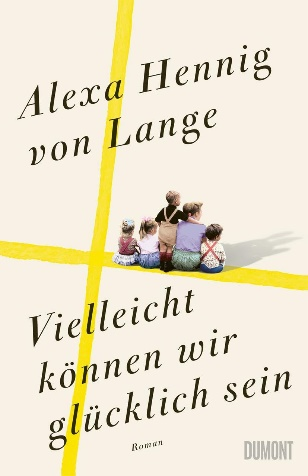 Alexa Hennig
von Lange
Vielleicht
können wir
glücklich sein
Roman
DUMONT